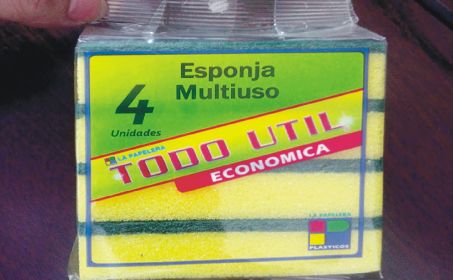 Esponja
Multiuso
4
Unidades
LA PAPELERA
TODO UTIL
ECONOMICA
LA PAPELERA
PLASTICOS